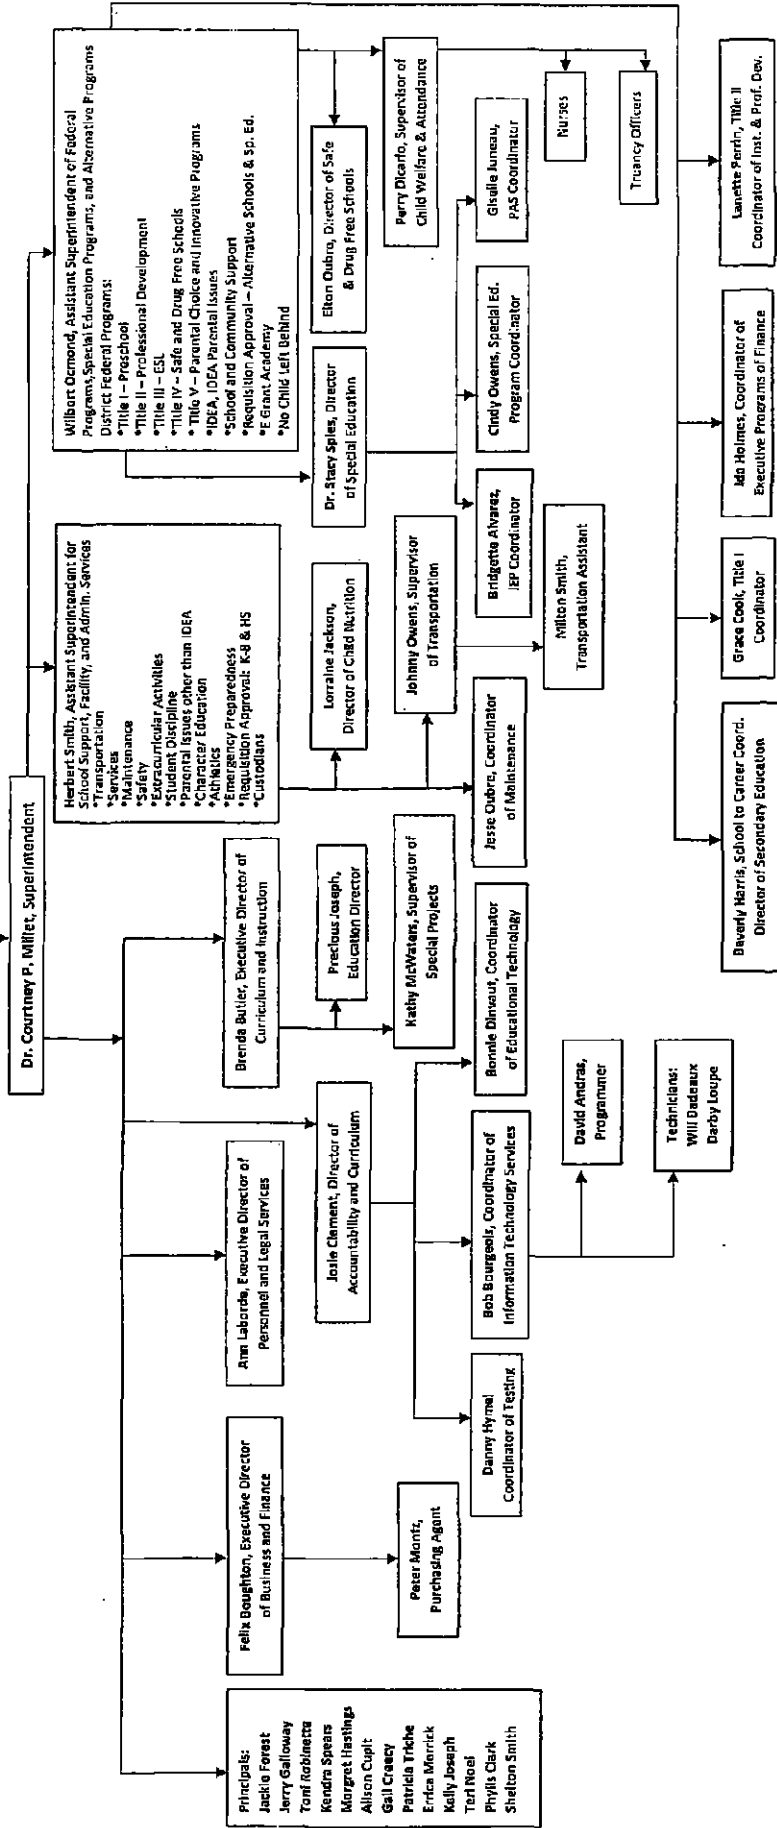 Dr. Courtney P. Millet, Superintendent
Principals:
Jackie Forest
Jerry Galloway
Toni Robinette
Kendra Spears
Margret Hastings
Alison Cupit
Gail Creecy
Patricia Triche
Errica Merrick
Kelly Joseph
Teri Noel
Phylis Clark
Shelton Smith
Felix Boughton, Executive Director
of Business and Finance
Peter Montz,
Purchasing Agent
Ann Laborde, Executive Director of
Personnel and Legal Services
Josie Clement, Director of
Accountability and Curriculum
Danny Hymel
Coordinator of Testing
Bob Bourgeois, Coordinator of
Information Technology Services
Bonnie Dinvaut, Coordinator
of Educational Technology
David Andras,
Programmer
Technicians:
Will Badeaux
Darby Loupe
Brenda Butler, Executive Director of
Curriculum and Instruction
Precious Joseph,
Education Director
Kathy McWaters, Supervisor of
Special Projects
Herbert Smith, Assistant Superintendent for
School Support, Facility, and Admin. Services
*Transportation
*Services
*Maintenance
*Safety
*Extracurricular Activities
*Student Discipline
*Parental Issues other than IDEA
*Character Education
*Athletics
*Emergency Preparedness
*Requisition Approval: K-8 & HS
*Custodians
Lorraine Jackson,
Director of Child Nutrition
Johnny Owens, Supervisor
of Transportation
Jesse Oubre, Coordinator
of Maintenance
Milton Smith,
Transportation Assistant
Wilbert Ocmond, Assistant Superintendent of Federal
Programs, Special Education Programs, and Alternative Programs
District Federal Programs:
*Title I – Preschool
*Title II – Professional Development
*Title III – ESL
*Title IV – Safe and Drug Free Schools
* Title V – Parental Choice and Innovative Programs
*IDEA, IDEA Parental Issues
*School and Community Support
*Requisition Approval – Alternative Schools & Sp. Ed.
*E Grant Academy
*No Child Left Behind
Dr. Stacy Spies, Director
of Special Education
Elton Oubre, Director of Safe
& Drug Free Schools
Perry Dicarlo, Supervisor of
Child Welfare & Attendance
Bridgette Alvarez,
IEP Coordinator
Cindy Owens, Special Ed.
Program Coordinator
Giselle Juneau,
PAS Coordinator
Nurses
Truancy Officers
Beverly Harris, School to Career Coord.
Director of Secondary Education
Grace Cook, Title I
Coordinator
Ida Holmes, Coordinator of
Executive Programs of Finance
Lanette Perrin, Title II
Coordinator of Inst. & Prof. Dev.